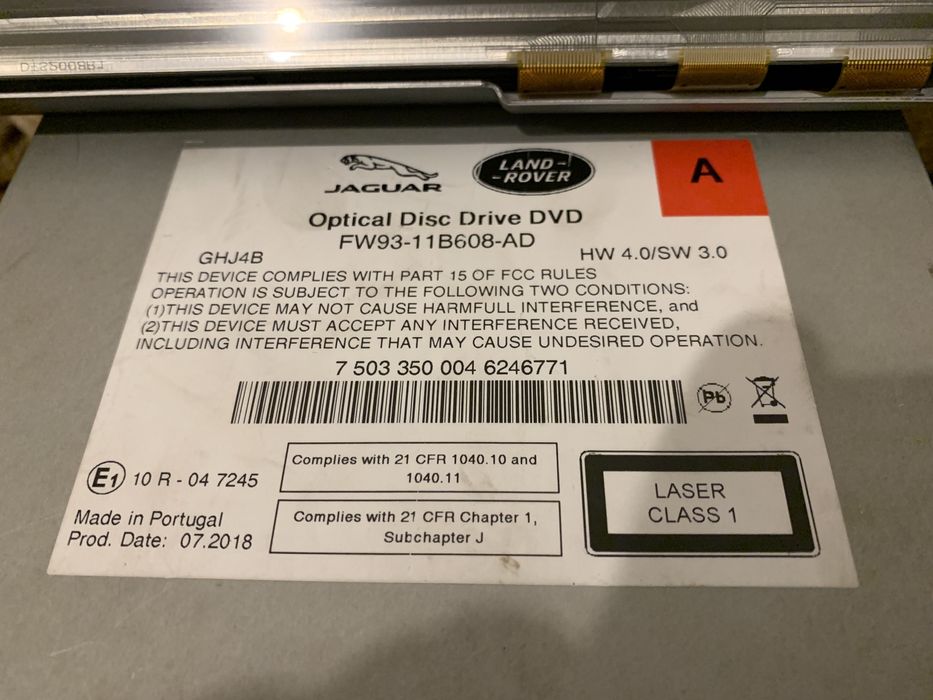 DTS2008R1
JAGUAR
LAND-
-ROVER
A
Optical Disc Drive DVD
FW93-11B608-AD
GHJ4B
HW 4.0/SW 3.0
THIS DEVICE COMPLIES WITH PART 15 OF FCC RULES
OPERATION IS SUBJECT TO THE FOLLOWING TWO CONDITIONS:
(1)THIS DEVICE MAY NOT CAUSE HARMFULL INTERFERENCE, and
(2)THIS DEVICE MUST ACCEPT ANY INTERFERENCE RECEIVED,
INCLUDING INTERFERENCE THAT MAY CAUSE UNDESIRED OPERATION.
7 503 350 004 6246771
Pb
E1 10 R - 04 7245
Complies with 21 CFR 1040.10 and
1040.11
Made in Portugal
Prod. Date: 07.2018
Complies with 21 CFR Chapter 1,
Subchapter J
LASER
CLASS 1